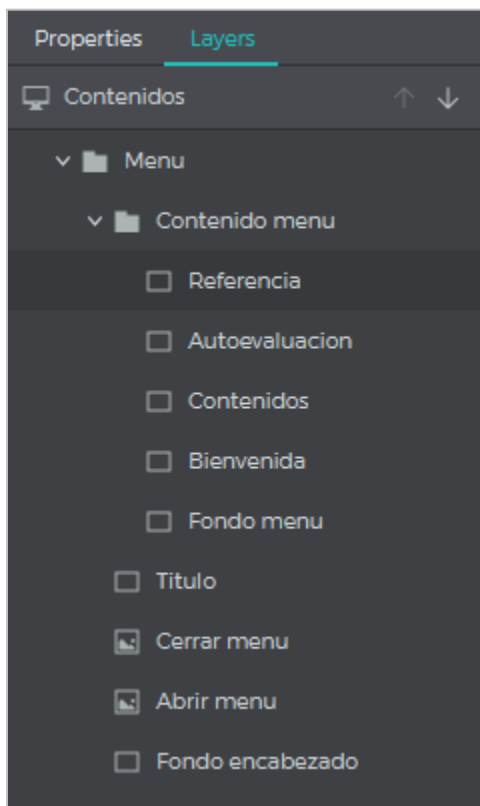 Properties Layers
Contenidos
Menu
Contenido menu
Referencia
Autoevaluacion
Contenidos
Bienvenida
Fondo menu
Titulo
Cerrar menu
Abrir menu
Fondo encabezado